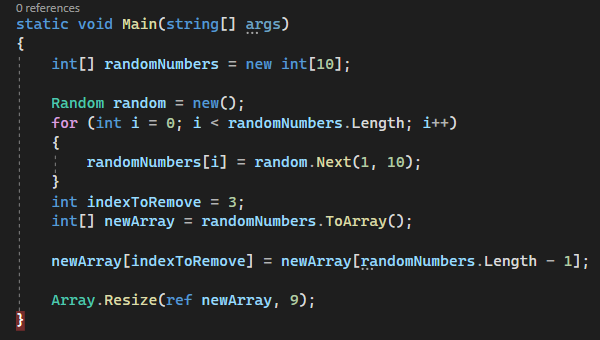 0 references
static void Main(string[] args)
{
int[] randomNumbers = new int[10];
Random random = new();
for (int i = 0; i < randomNumbers.Length; i++)
{
randomNumbers[i] = random.Next(1, 10);
}
int indexToRemove = 3;
int[] newArray = randomNumbers.ToArray();
newArray[indexToRemove] = newArray[randomNumbers.Length - 1];
Array.Resize(ref newArray, 9);
}